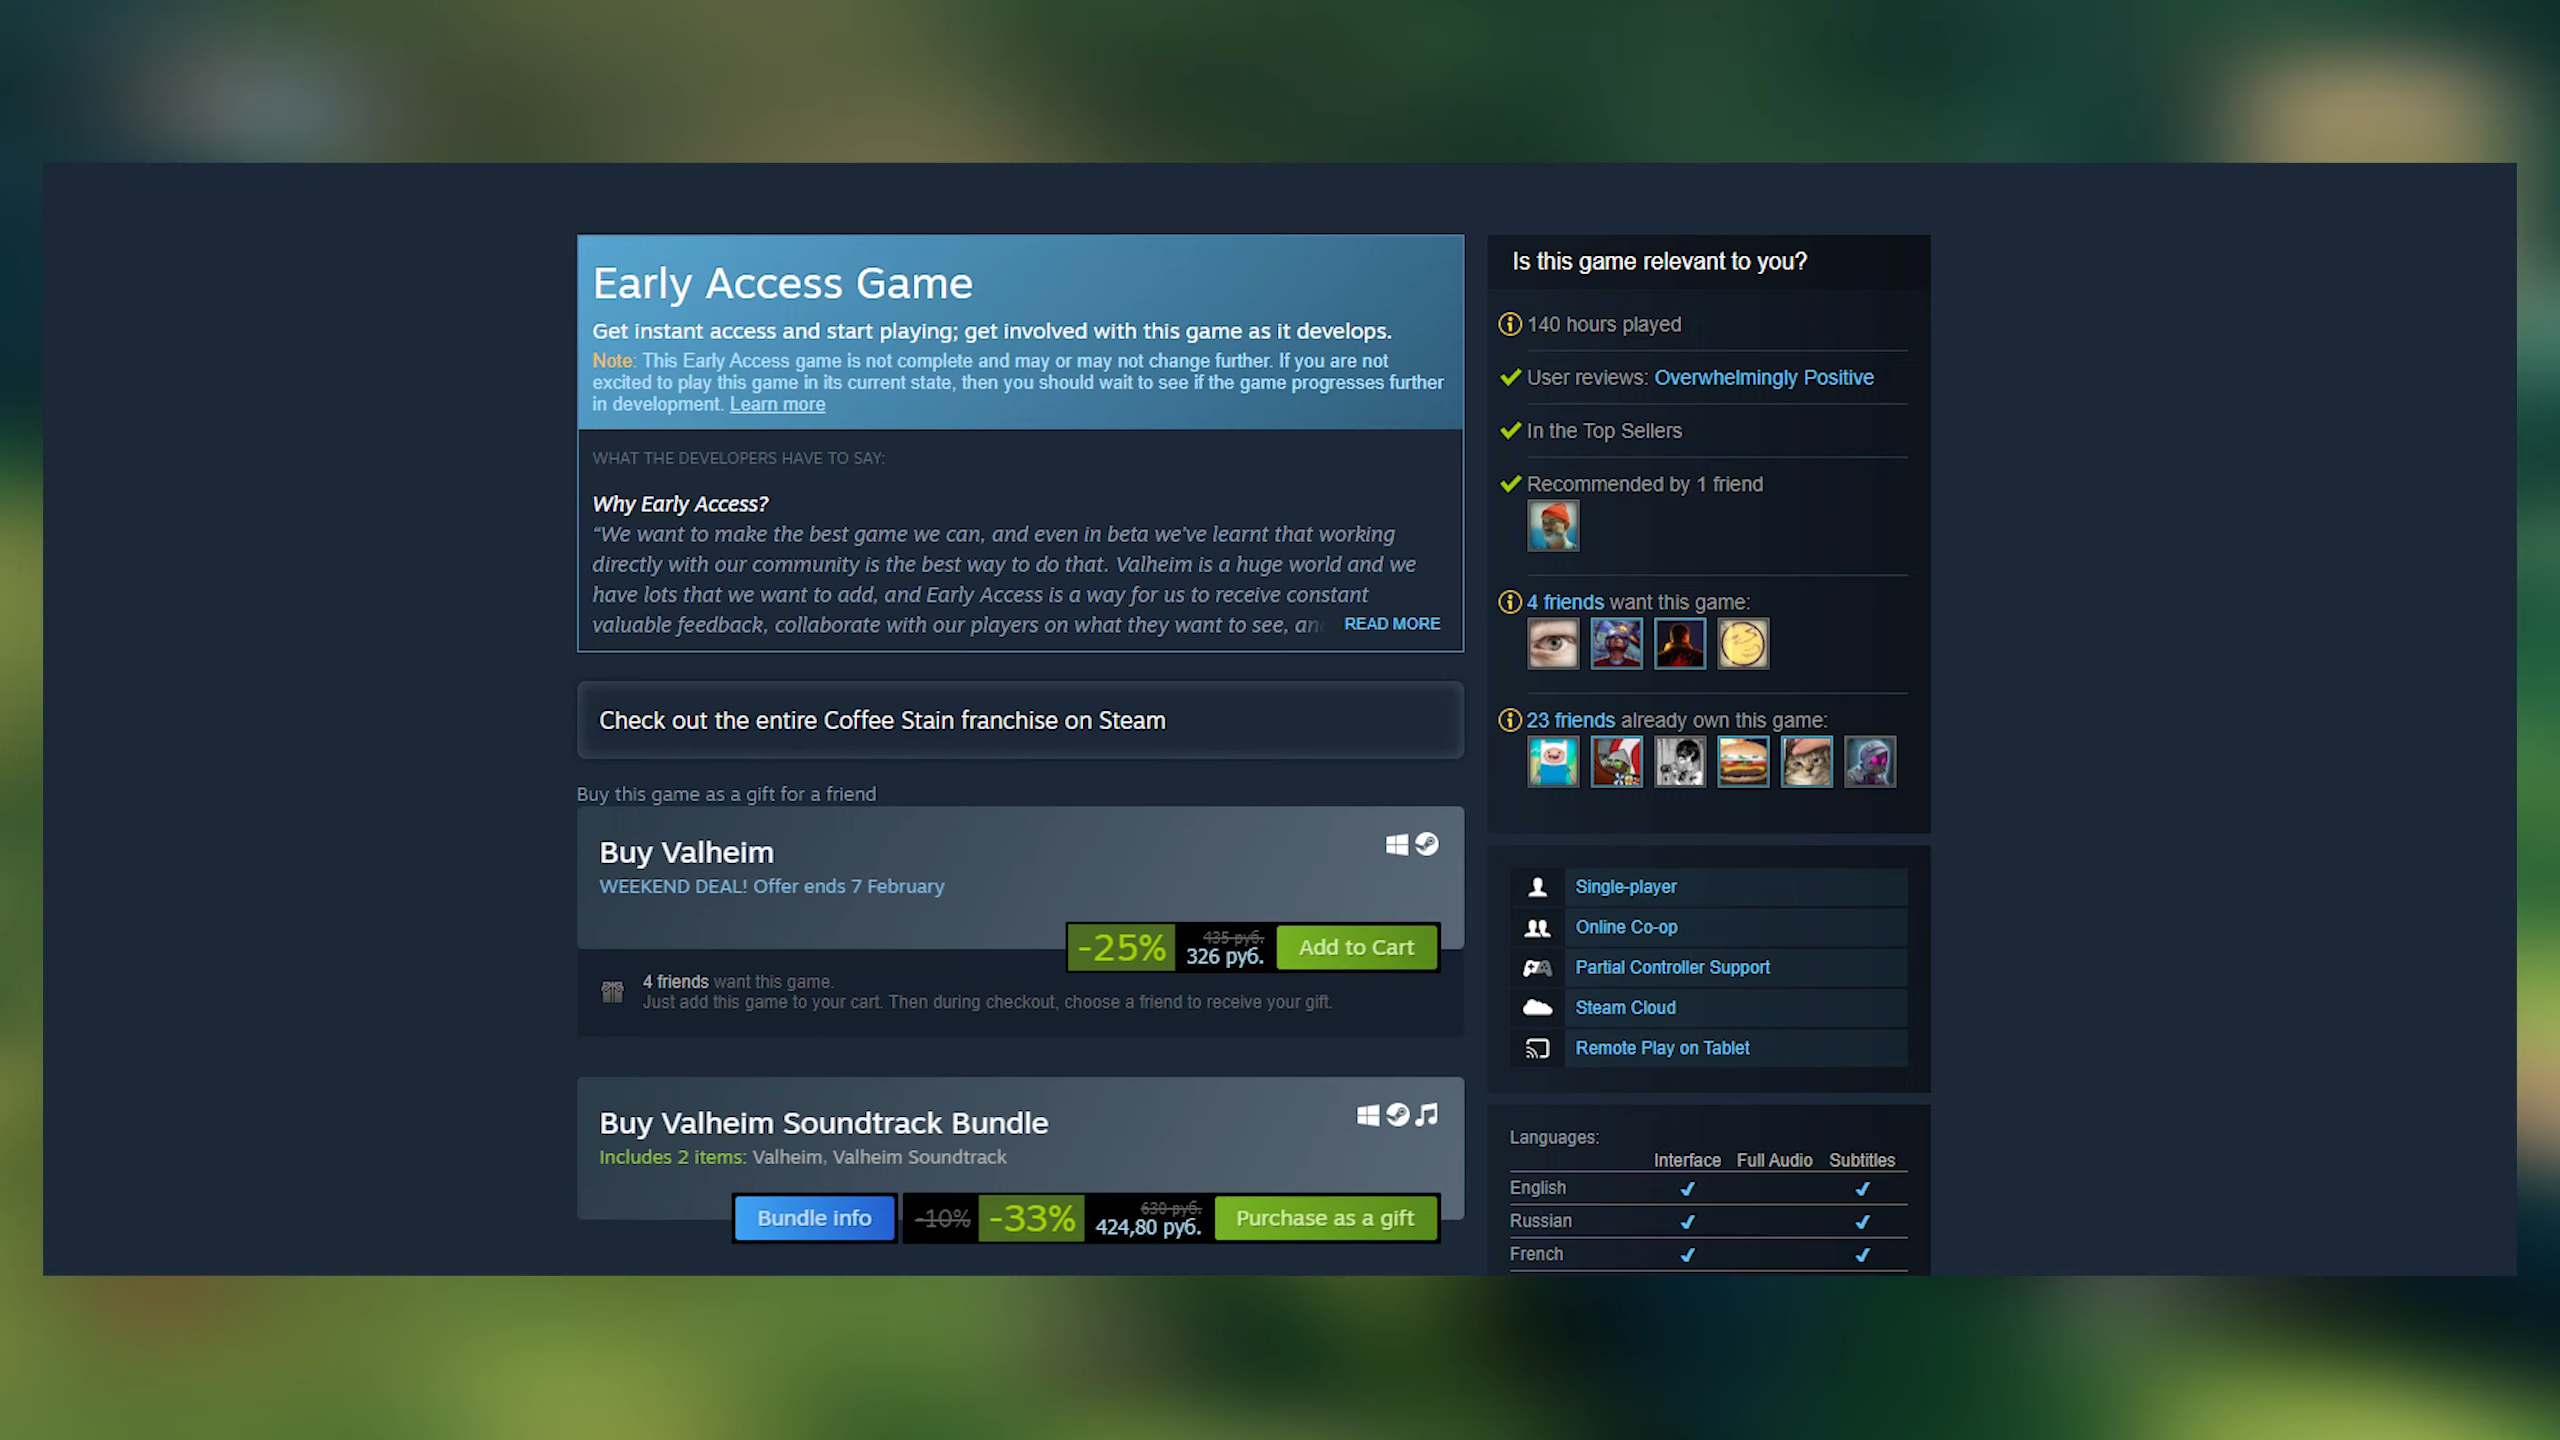 Early Access Game
Get instant access and start playing; get involved with this game as it develops.
Note: This Early Access game is not complete and may or may not change further. If you are not
excited to play this game in its current state, then you should wait to see if the game progresses further
in development. Learn more
WHAT THE DEVELOPERS HAVE TO SAY:
Why Early Access?
“We want to make the best game we can, and even in beta we’ve learnt that working
directly with our community is the best way to do that. Valheim is a huge world and we
have lots that we want to add, and Early Access is a way for us to receive constant
valuable feedback, collaborate with our players on what they want to see, an READ MORE
Check out the entire Coffee Stain franchise on Steam
Buy this game as a gift for a friend
Buy Valheim
WEEKEND DEAL! Offer ends 7 February
-25% 435 руб. 326 руб. Add to Cart
4 friends want this game.
Just add this game to your cart. Then during checkout, choose a friend to receive your gift.
Buy Valheim Soundtrack Bundle
Includes 2 items: Valheim, Valheim Soundtrack
Bundle info -10% -33% 630 руб. 424,80 руб. Purchase as a gift
Is this game relevant to you?
140 hours played
User reviews: Overwhelmingly Positive
In the Top Sellers
Recommended by 1 friend
4 friends want this game:
23 friends already own this game:
Single-player
Online Co-op
Partial Controller Support
Steam Cloud
Remote Play on Tablet
Languages:
Interface Full Audio Subtitles
English ✔ ✔
Russian ✔ ✔
French ✔ ✔